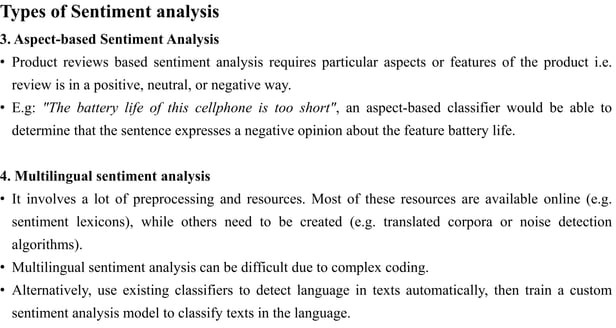 Types of Sentiment analysis
3. Aspect-based Sentiment Analysis
• Product reviews based sentiment analysis requires particular aspects or features of the product i.e.
review is in a positive, neutral, or negative way.
• E.g: "The battery life of this cellphone is too short", an aspect-based classifier would be able to
determine that the sentence expresses a negative opinion about the feature battery life.
4. Multilingual sentiment analysis
• It involves a lot of preprocessing and resources. Most of these resources are available online (e.g.
sentiment lexicons), while others need to be created (e.g. translated corpora or noise detection
algorithms).
• Multilingual sentiment analysis can be difficult due to complex coding.
• Alternatively, use existing classifiers to detect language in texts automatically, then train a custom
sentiment analysis model to classify texts in the language.